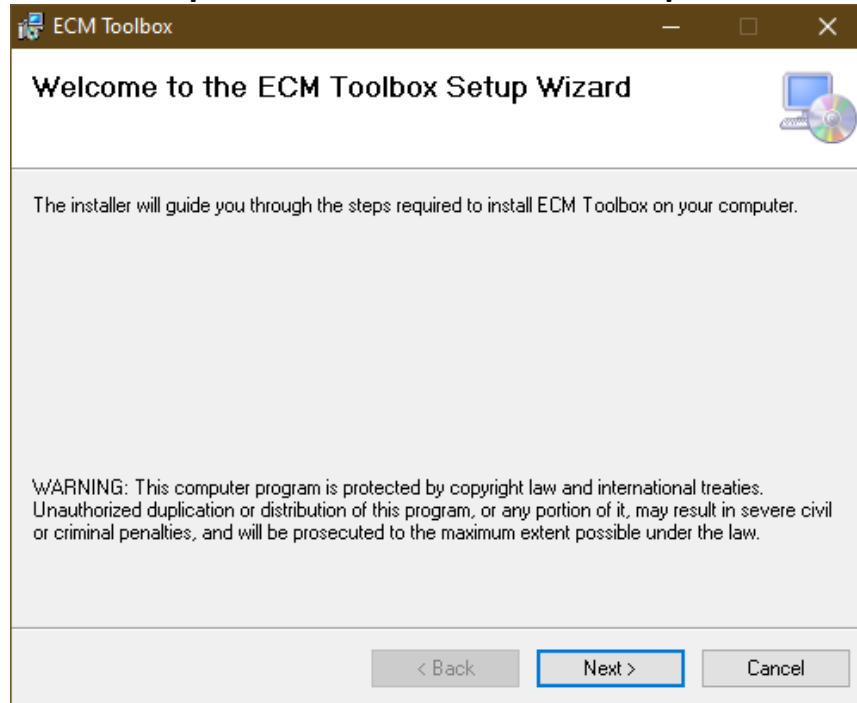 ECM Toolbox
Welcome to the ECM Toolbox Setup Wizard
The installer will guide you through the steps required to install ECM Toolbox on your computer.
WARNING: This computer program is protected by copyright law and international treaties.
Unauthorized duplication or distribution of this program, or any portion of it, may result in severe civil
or criminal penalties, and will be prosecuted to the maximum extent possible under the law.
< Back
Next >
Cancel